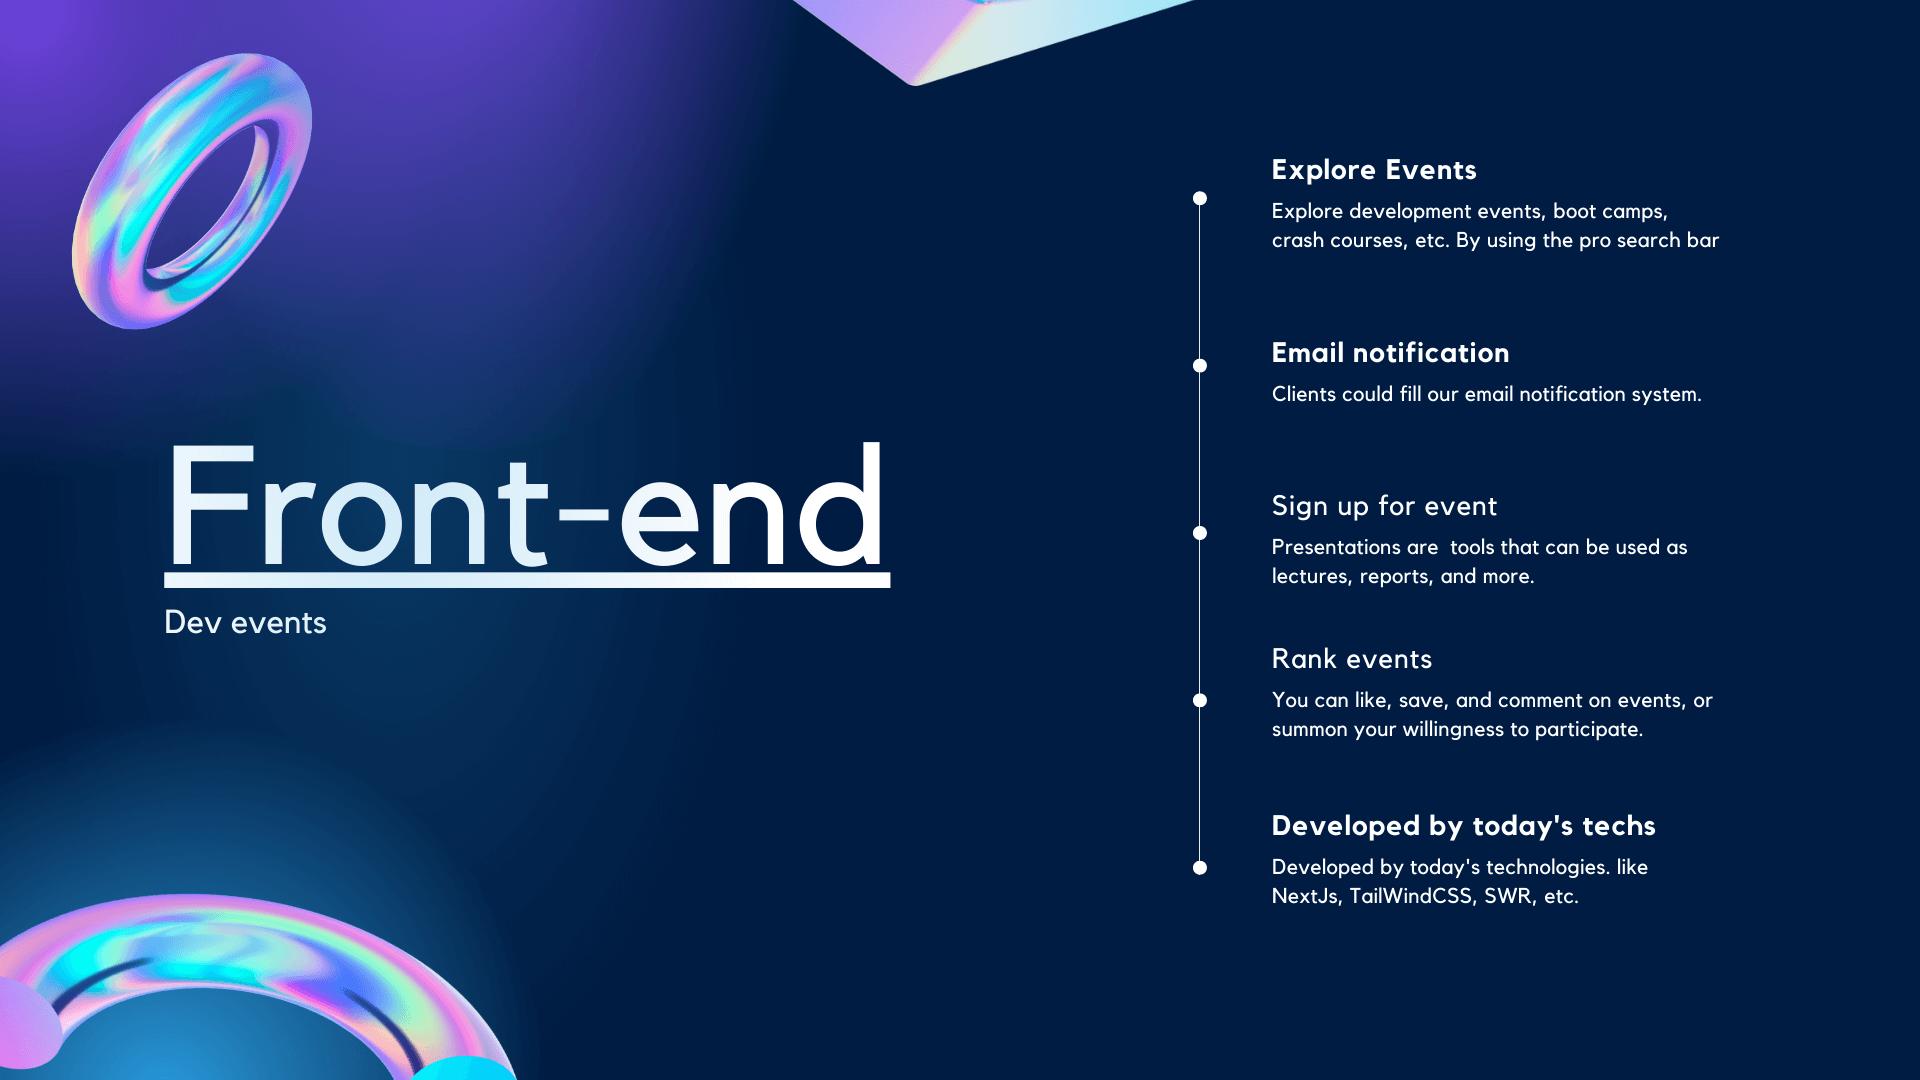 Front-end
Dev events
Explore Events
Explore development events, boot camps,
crash courses, etc. By using the pro search bar
Email notification
Clients could fill our email notification system.
Sign up for event
Presentations are  tools that can be used as
lectures, reports, and more.
Rank events
You can like, save, and comment on events, or
summon your willingness to participate.
Developed by today's techs
Developed by today's technologies. like
NextJs, TailWindCSS, SWR, etc.